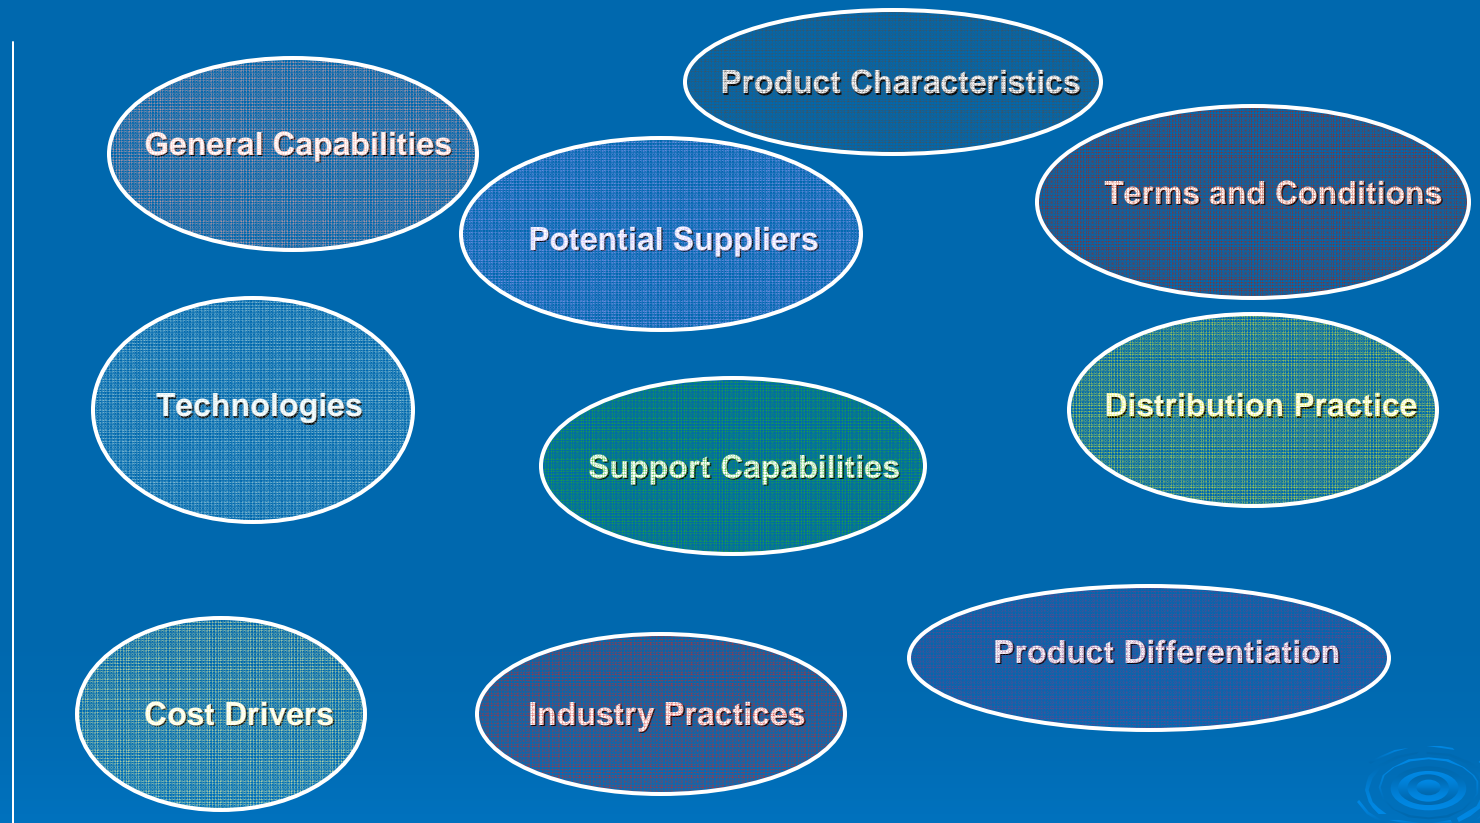 Product Characteristics
General Capabilities
Terms and Conditions
Potential Suppliers
Technologies
Distribution Practice
Support Capabilities
Product Differentiation
Cost Drivers
Industry Practices